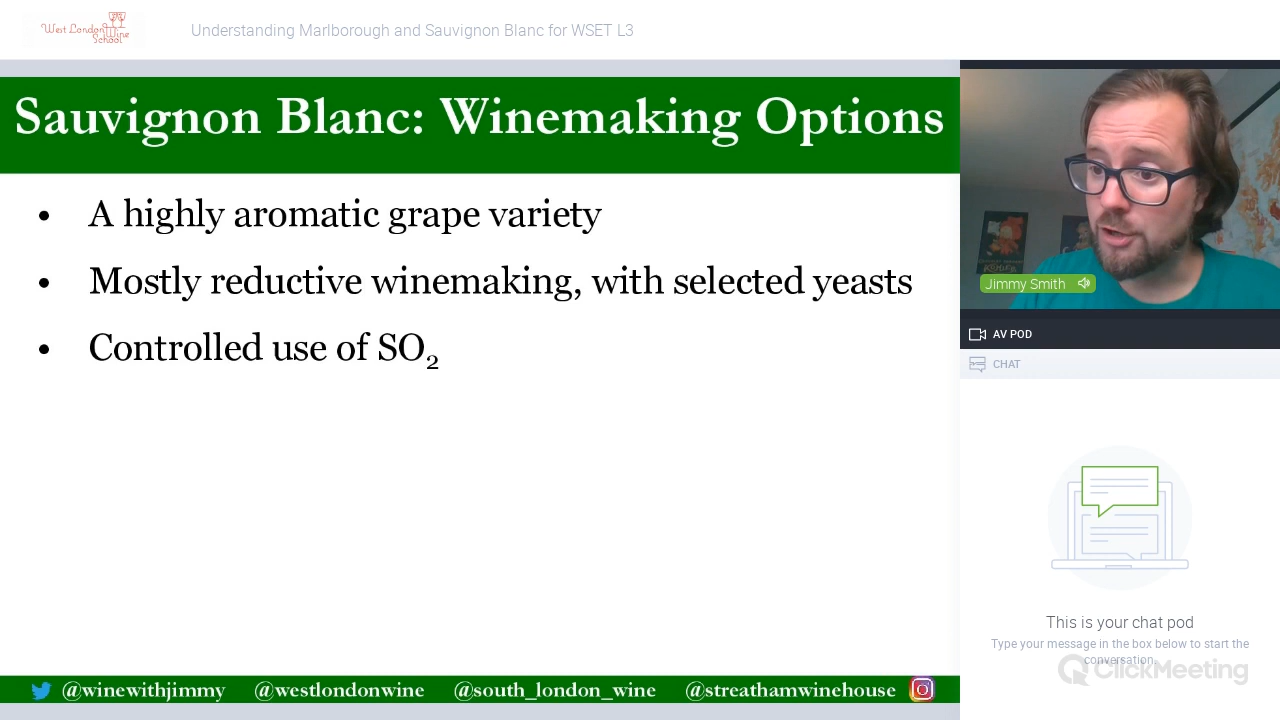 West London Wine School
Understanding Marlborough and Sauvignon Blanc for WSET L3
Sauvignon Blanc: Winemaking Options
• A highly aromatic grape variety
• Mostly reductive winemaking, with selected yeasts
• Controlled use of SO₂
@winewithjimmy @westlondonwine @south_london_wine @streathamwinehouse
Jimmy Smith
AV POD
CHAT
This is your chat pod
Type your message in the box below to start the
conversation.
ClickMeeting